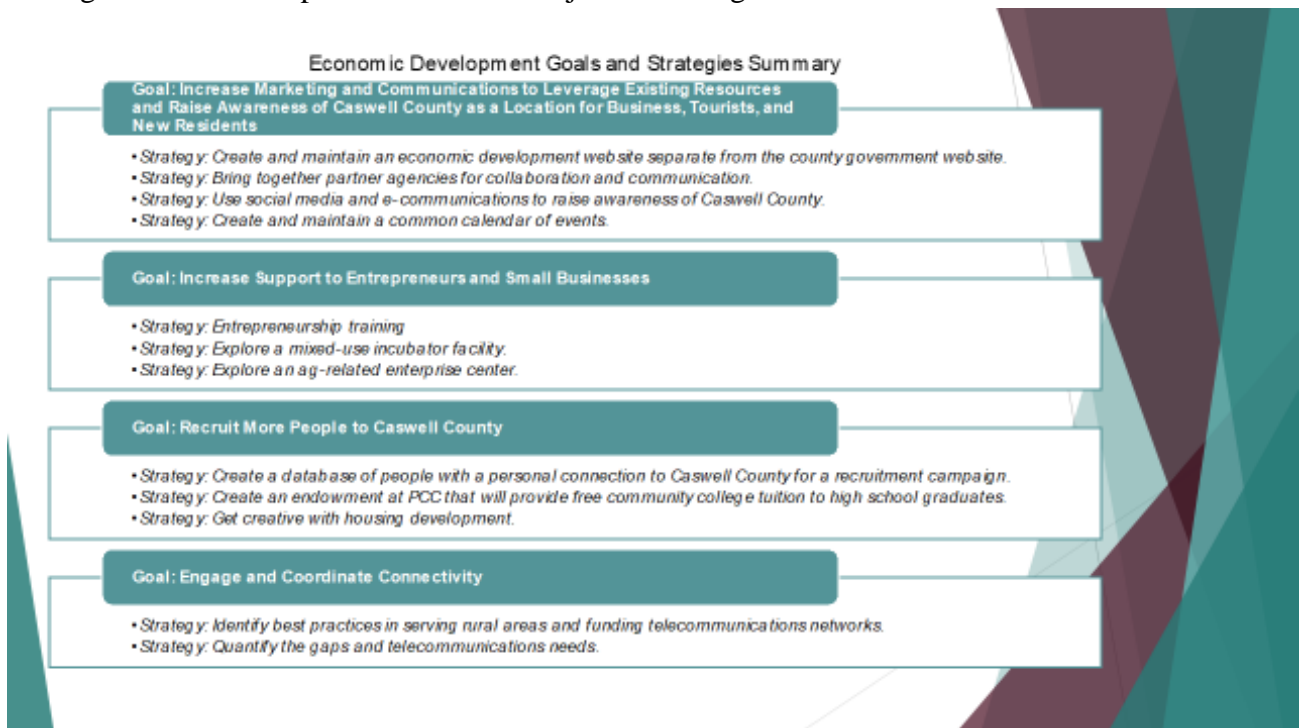 Economic Development Goals and Strategies Summary
Goal: Increase Marketing and Communications to Leverage Existing Resources
and Raise Awareness of Caswell County as a Location for Business, Tourists, and
New Residents
• Strategy: Create and maintain an economic development website separate from the county government website.
• Strategy: Bring together partner agencies for collaboration and communication.
• Strategy: Use social media and e-communications to raise awareness of Caswell County.
• Strategy: Create and maintain a common calendar of events.
Goal: Increase Support to Entrepreneurs and Small Businesses
• Strategy: Entrepreneurship training
• Strategy: Explore a mixed-use incubator facility.
• Strategy: Explore an ag-related enterprise center.
Goal: Recruit More People to Caswell County
• Strategy: Create a database of people with a personal connection to Caswell County for a recruitment campaign.
• Strategy: Create an endowment at PCC that will provide free community college tuition to high school graduates.
• Strategy: Get creative with housing development.
Goal: Engage and Coordinate Connectivity
• Strategy: Identify best practices in serving rural areas and funding telecommunications networks.
• Strategy: Quantify the gaps and telecommunications needs.